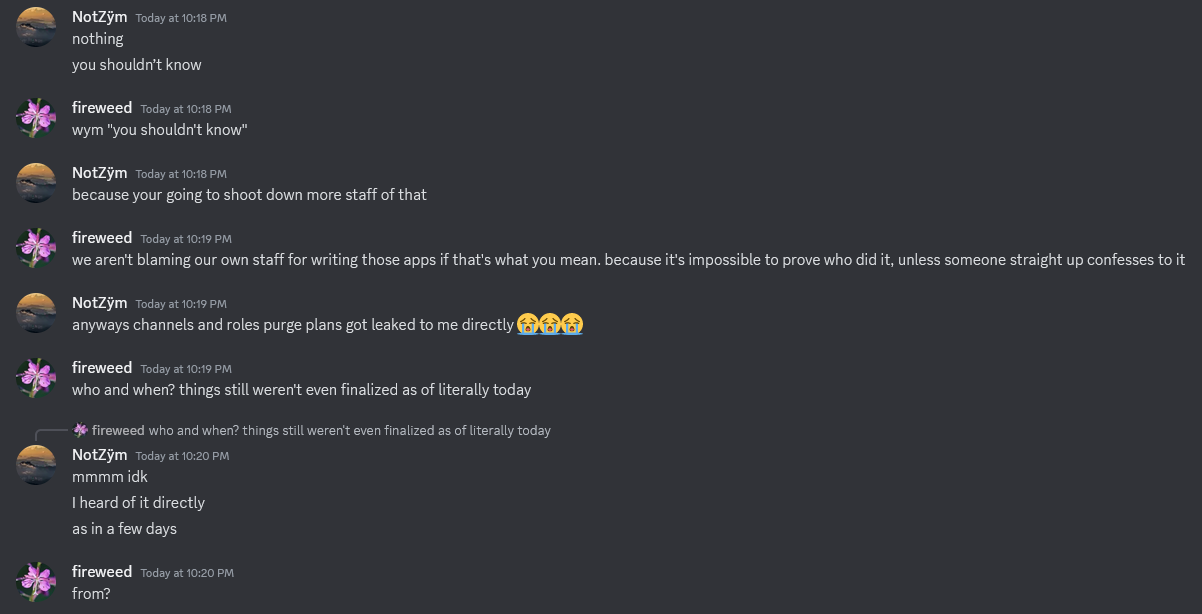 NotZÿm Today at 10:18 PM
nothing
you shouldn't know
fireweed Today at 10:18 PM
wym "you shouldn't know"
NotZÿm Today at 10:18 PM
because your going to shoot down more staff of that
fireweed Today at 10:19 PM
we aren't blaming our own staff for writing those apps if that's what you mean. because it's impossible to prove who did it, unless someone straight up confesses to it
NotZÿm Today at 10:19 PM
anyways channels and roles purge plans got leaked to me directly 😭😭😭
fireweed Today at 10:19 PM
who and when? things still weren't even finalized as of literally today
fireweed who and when? things still weren't even finalized as of literally today
NotZÿm Today at 10:20 PM
mmmm idk
I heard of it directly
as in a few days
fireweed Today at 10:20 PM
from?